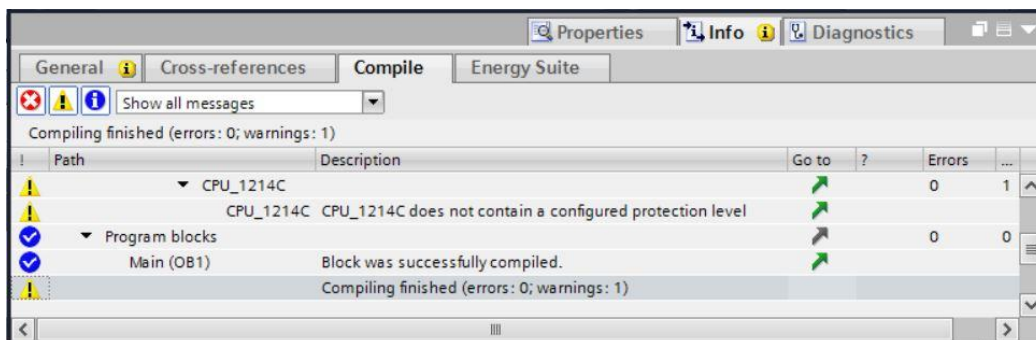 Properties Info Diagnostics
General Cross-references Compile Energy Suite
Show all messages
Compiling finished (errors: 0; warnings: 1)
! Path Description Go to ? Errors ...
CPU_1214C 0 1
CPU_1214C CPU_1214C does not contain a configured protection level
Program blocks 0 0
Main (OB1) Block was successfully compiled.
Compiling finished (errors: 0; warnings: 1)